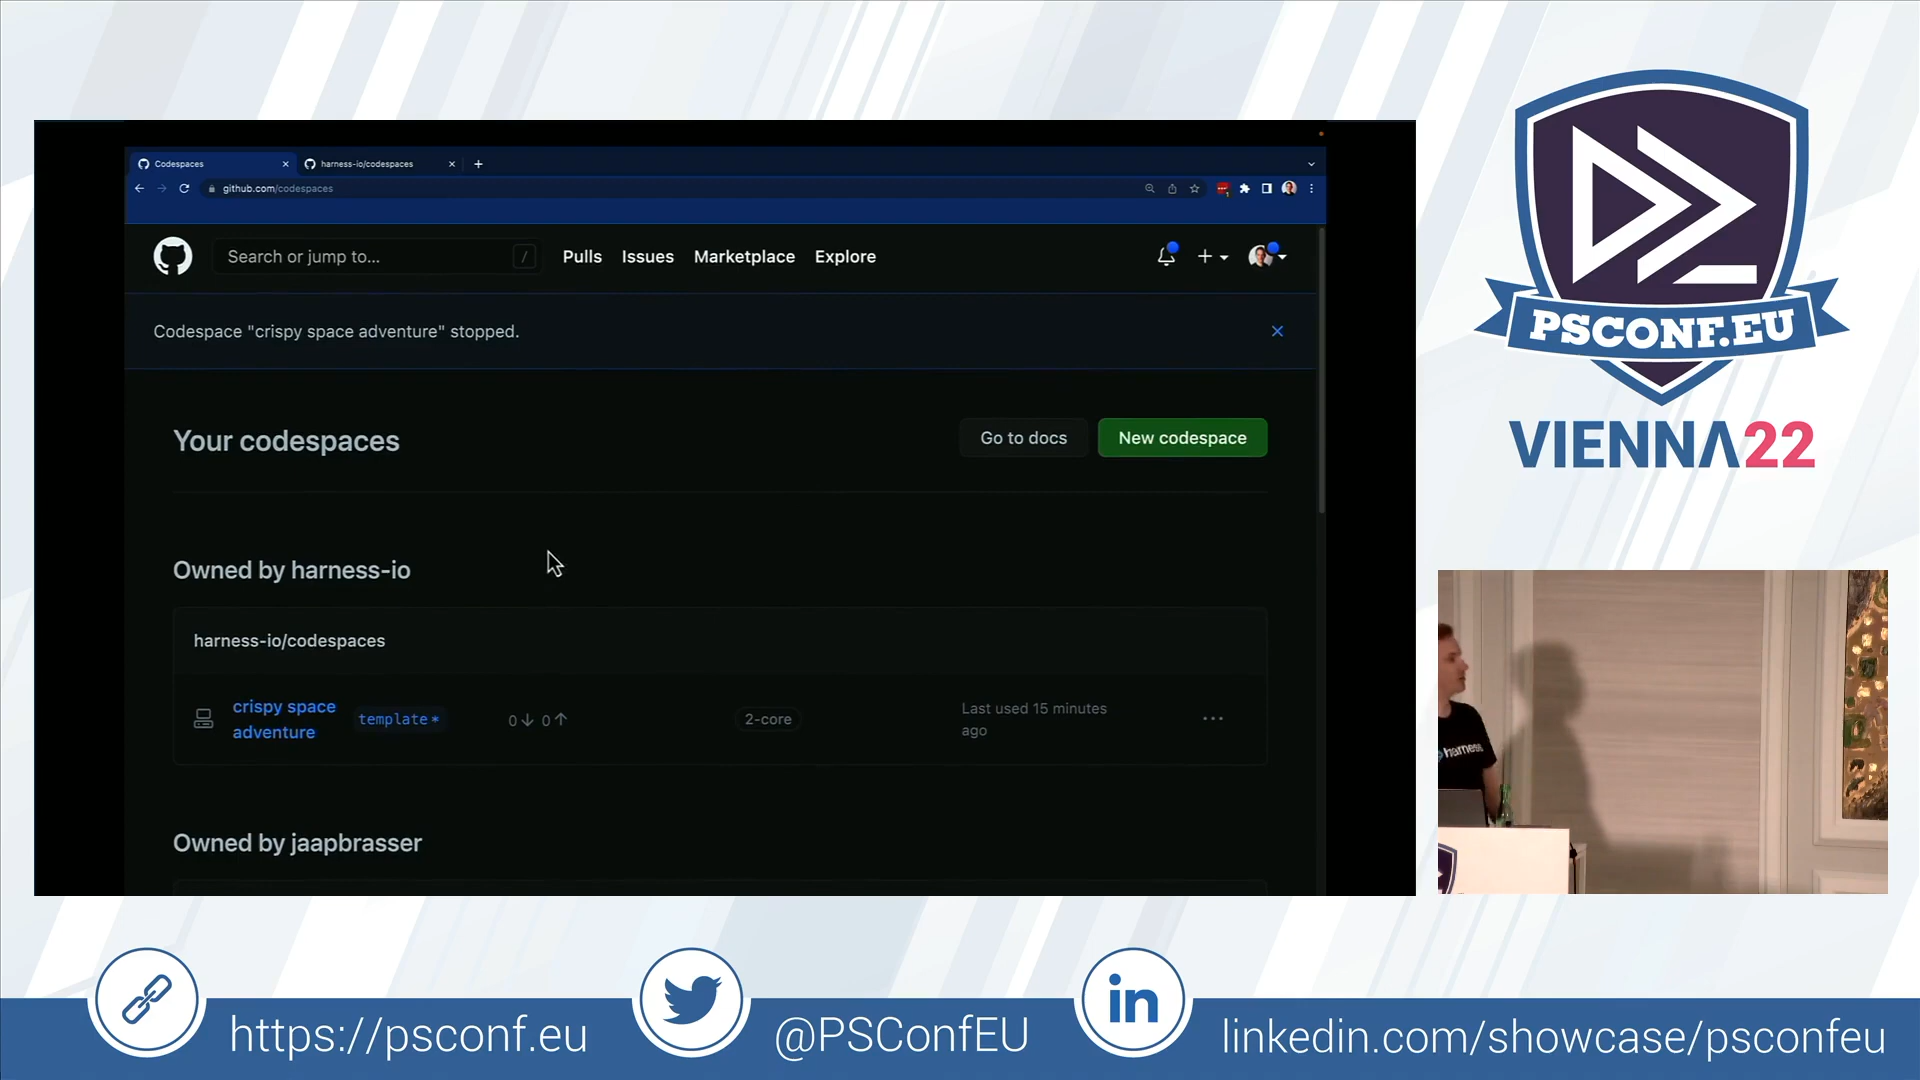 Codespaces
harness-io/codespaces
github.com/codespaces
Search or jump to...
/
Pulls
Issues
Marketplace
Explore
Codespace "crispy space adventure" stopped.
Your codespaces
Go to docs
New codespace
Owned by harness-io
harness-io/codespaces
crispy space
adventure
template*
0↓ 0↑
2-core
Last used 15 minutes
ago
Owned by jaapbrasser
PSCONF.EU
VIENNA22
harness
https://psconf.eu
@PSConfEU
in
linkedin.com/showcase/psconfeu